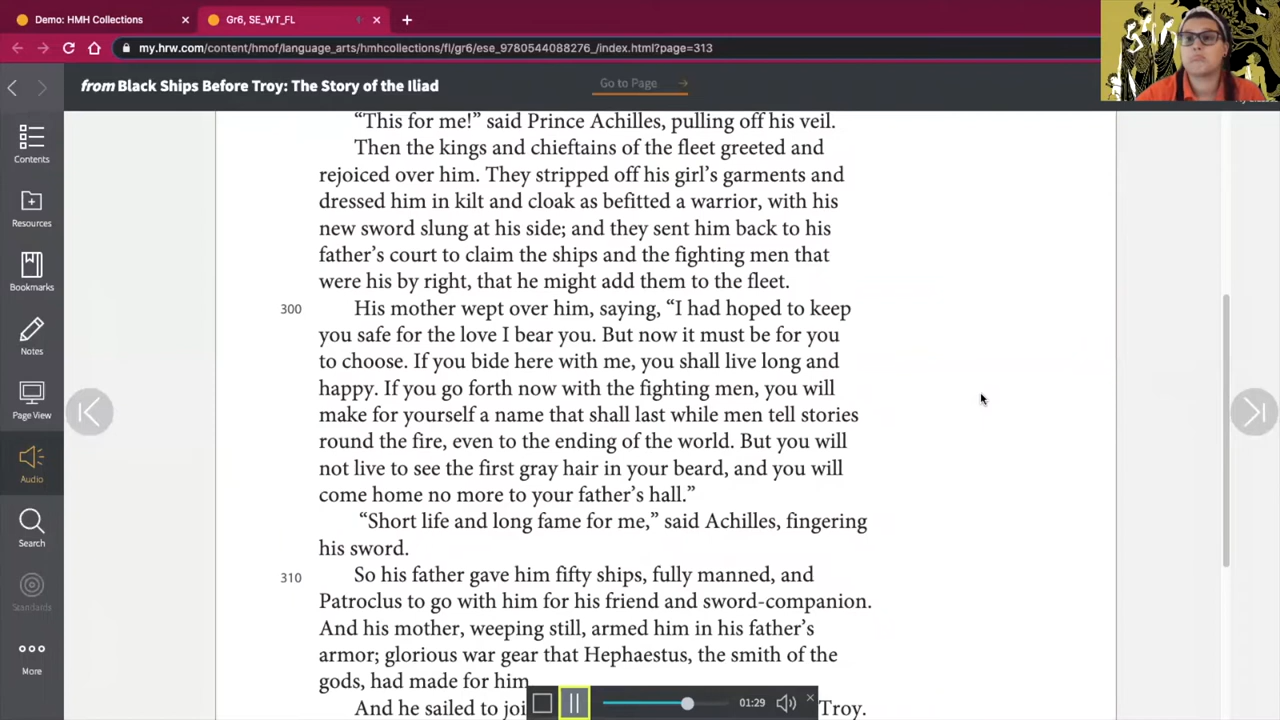 Demo: HMH Collections
Gr6, SE_WT_FL
my.hrw.com/content/hmof/language_arts/hmhcollections/fl/gr6/ese_9780544088276_/index.html?page=313
from Black Ships Before Troy: The Story of the Iliad
Go to Page
Contents
Resources
Bookmarks
Notes
Page View
Audio
Search
Standards
More
“This for me!” said Prince Achilles, pulling off his veil.
Then the kings and chieftains of the fleet greeted and
rejoiced over him. They stripped off his girl’s garments and
dressed him in kilt and cloak as befitted a warrior, with his
new sword slung at his side; and they sent him back to his
father’s court to claim the ships and the fighting men that
were his by right, that he might add them to the fleet.
300 His mother wept over him, saying, “I had hoped to keep
you safe for the love I bear you. But now it must be for you
to choose. If you bide here with me, you shall live long and
happy. If you go forth now with the fighting men, you will
make for yourself a name that shall last while men tell stories
round the fire, even to the ending of the world. But you will
not live to see the first gray hair in your beard, and you will
come home no more to your father’s hall.”
“Short life and long fame for me,” said Achilles, fingering
his sword.
310 So his father gave him fifty ships, fully manned, and
Patroclus to go with him for his friend and sword-companion.
And his mother, weeping still, armed him in his father’s
armor; glorious war gear that Hephaestus, the smith of the
gods, had made for him
And he sailed to joi Troy.
01:29